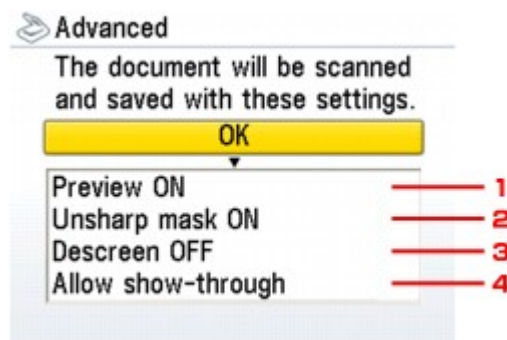 Advanced
The document will be scanned
and saved with these settings.
OK
Preview ON 1
Unsharp mask ON 2
Descreen OFF 3
Allow show-through 4